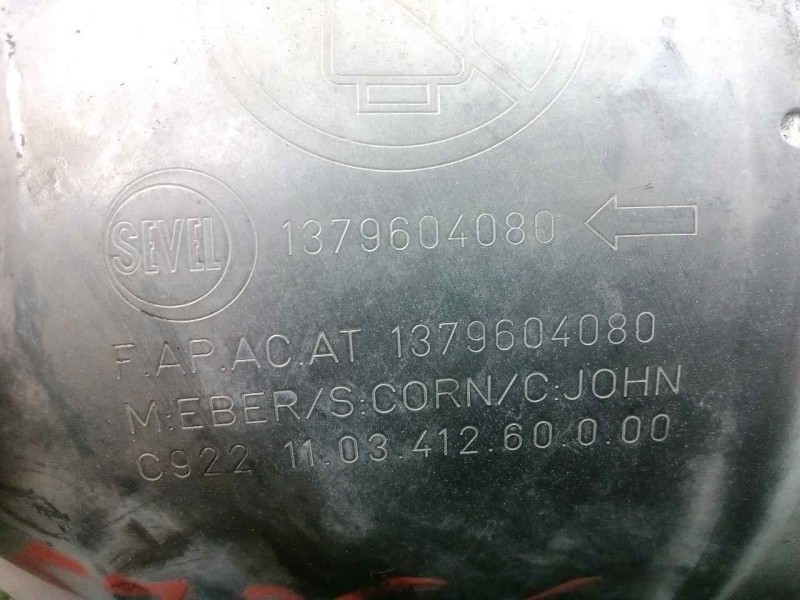 SEVEL 1379604080
F.AP.AC.AT 1379604080
M:EBER/S:CORN/C:JOHN
C922 11.03.412.60.0.00